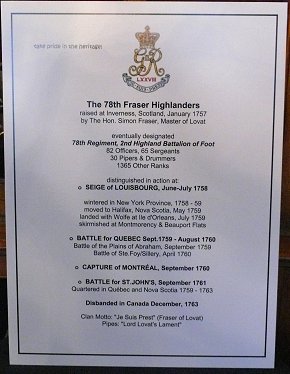 take pride in the heritage
LXXVIII
The 78th Fraser Highlanders
raised at Inverness, Scotland, January 1757
by The Hon. Simon Fraser, Master of Lovat
eventually designated
78th Regiment, 2nd Highland Battalion of Foot
82 Officers, 65 Sergeants
30 Pipers & Drummers
1365 Other Ranks
distinguished in action at:
o SEIGE of LOUISBOURG, June-July 1758
wintered in New York Province, 1758 - 59
moved to Halifax, Nova Scotia, May 1759
landed with Wolfe at Ile d'Orleans, July 1759
skirmished at Montmorency & Beauport Flats
o BATTLE for QUEBEC Sept.1759 - August 1760
Battle of the Plains of Abraham, September 1759
Battle of Ste.Foy/Sillery, April 1760
o CAPTURE of MONTRÉAL, September 1760
o BATTLE for ST.JOHN'S, September 1761
Quartered in Québec and Nova Scotia 1759 - 1763
Disbanded in Canada December, 1763
Clan Motto: "Je Suis Prest" (Fraser of Lovat)
Pipes: "Lord Lovat's Lament"